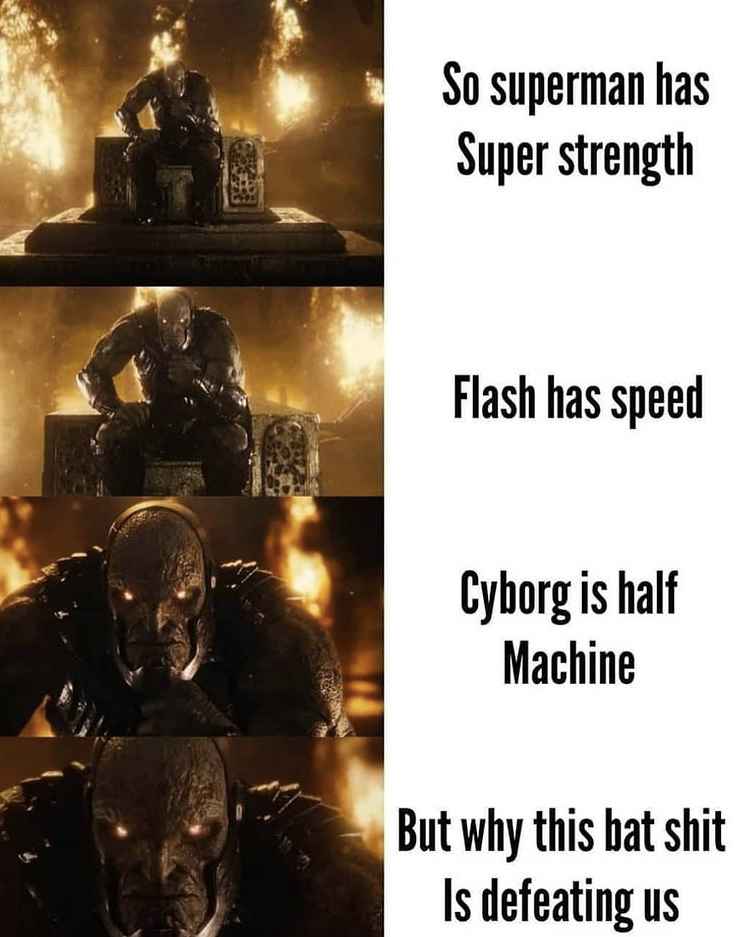 So superman has
Super strength
Flash has speed
Cyborg is half
Machine
But why this bat shit
Is defeating us